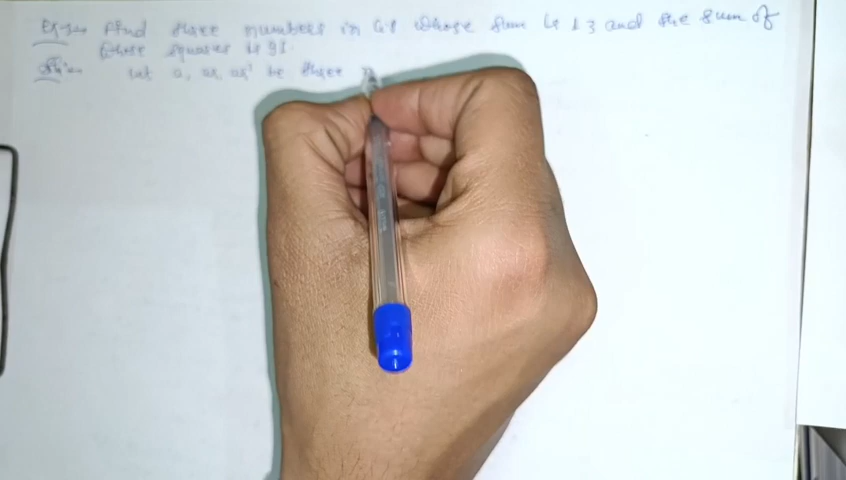 Ex:- Find three numbers in G.P whose sum is 13 and the sum of
whose squares is 91.
Sol:- Let a, ar, ar² be three n